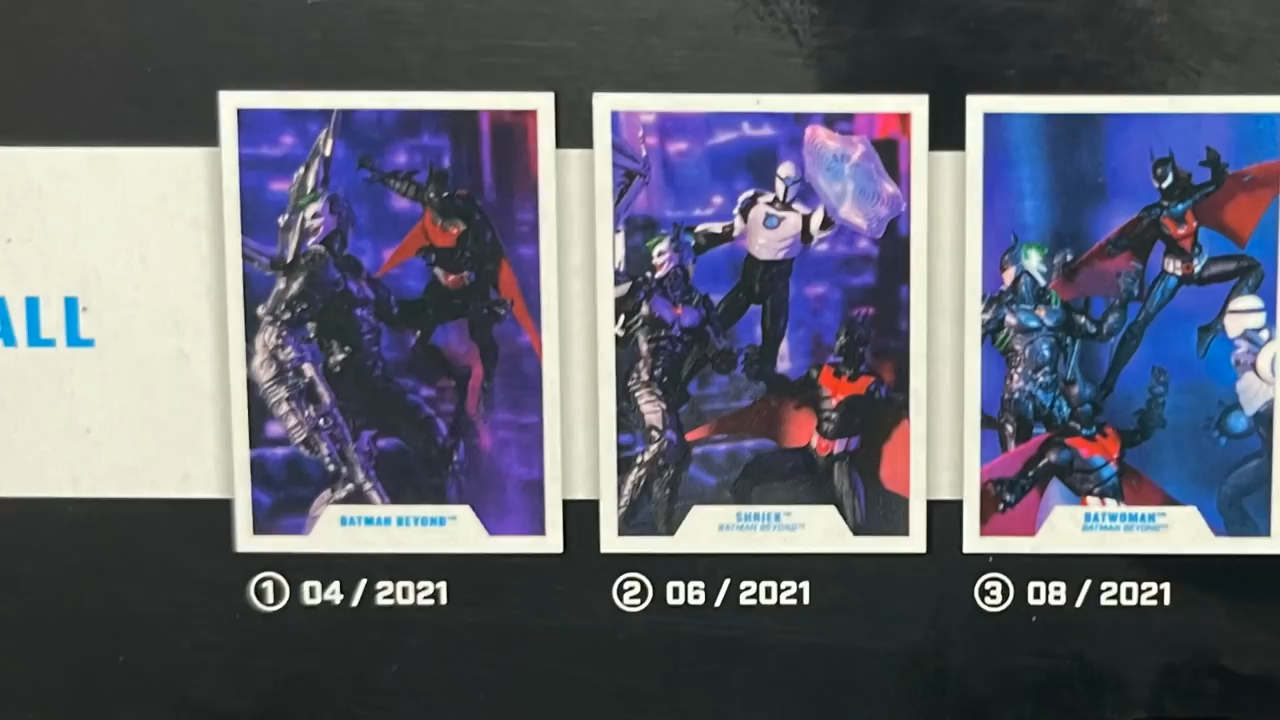 ALL
BATMAN BEYOND™
SHRIEK™
BATMAN BEYOND™
BATWOMAN™
BATMAN BEYOND™
① 04 / 2021
② 06 / 2021
③ 08 / 2021